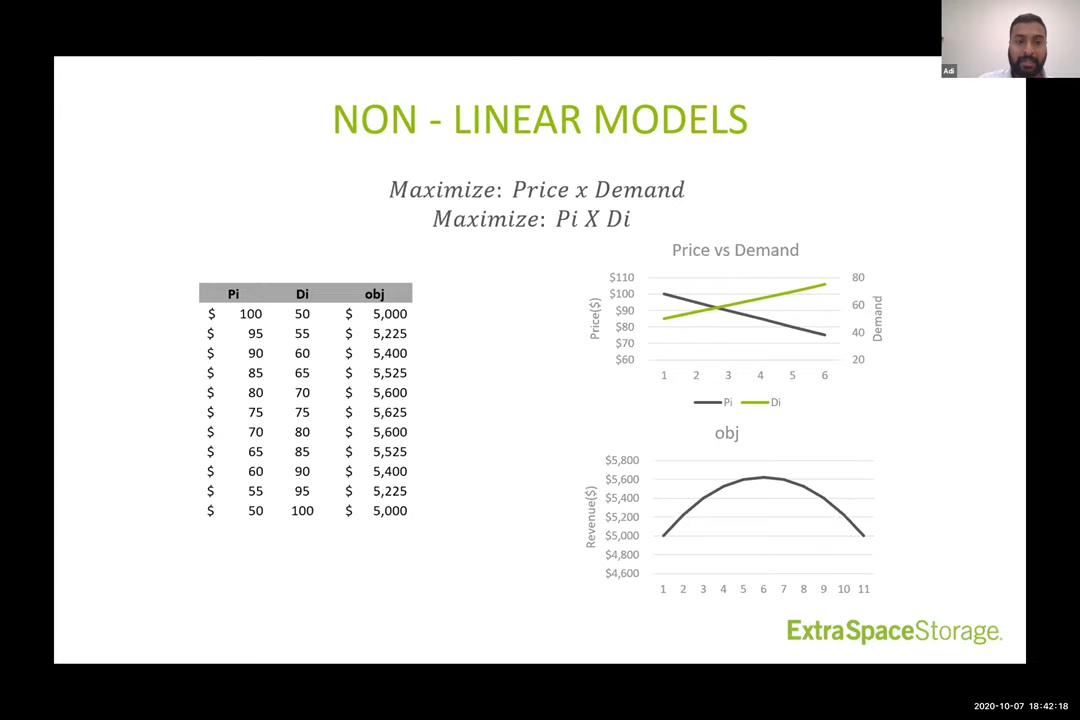 Adi
NON - LINEAR MODELS
Maximize: Price x Demand
Maximize: Pi X Di
Pi Di obj
$ 100 50 $ 5,000
$ 95 55 $ 5,225
$ 90 60 $ 5,400
$ 85 65 $ 5,525
$ 80 70 $ 5,600
$ 75 75 $ 5,625
$ 70 80 $ 5,600
$ 65 85 $ 5,525
$ 60 90 $ 5,400
$ 55 95 $ 5,225
$ 50 100 $ 5,000
Price vs Demand
Price($)
$110
$100
$90
$80
$70
$60
80
60
40
20
Demand
1 2 3 4 5 6
Pi Di
obj
Revenue($)
$5,800
$5,600
$5,400
$5,200
$5,000
$4,800
$4,600
1 2 3 4 5 6 7 8 9 10 11
ExtraSpaceStorage.
2020-10-07 18:42:18